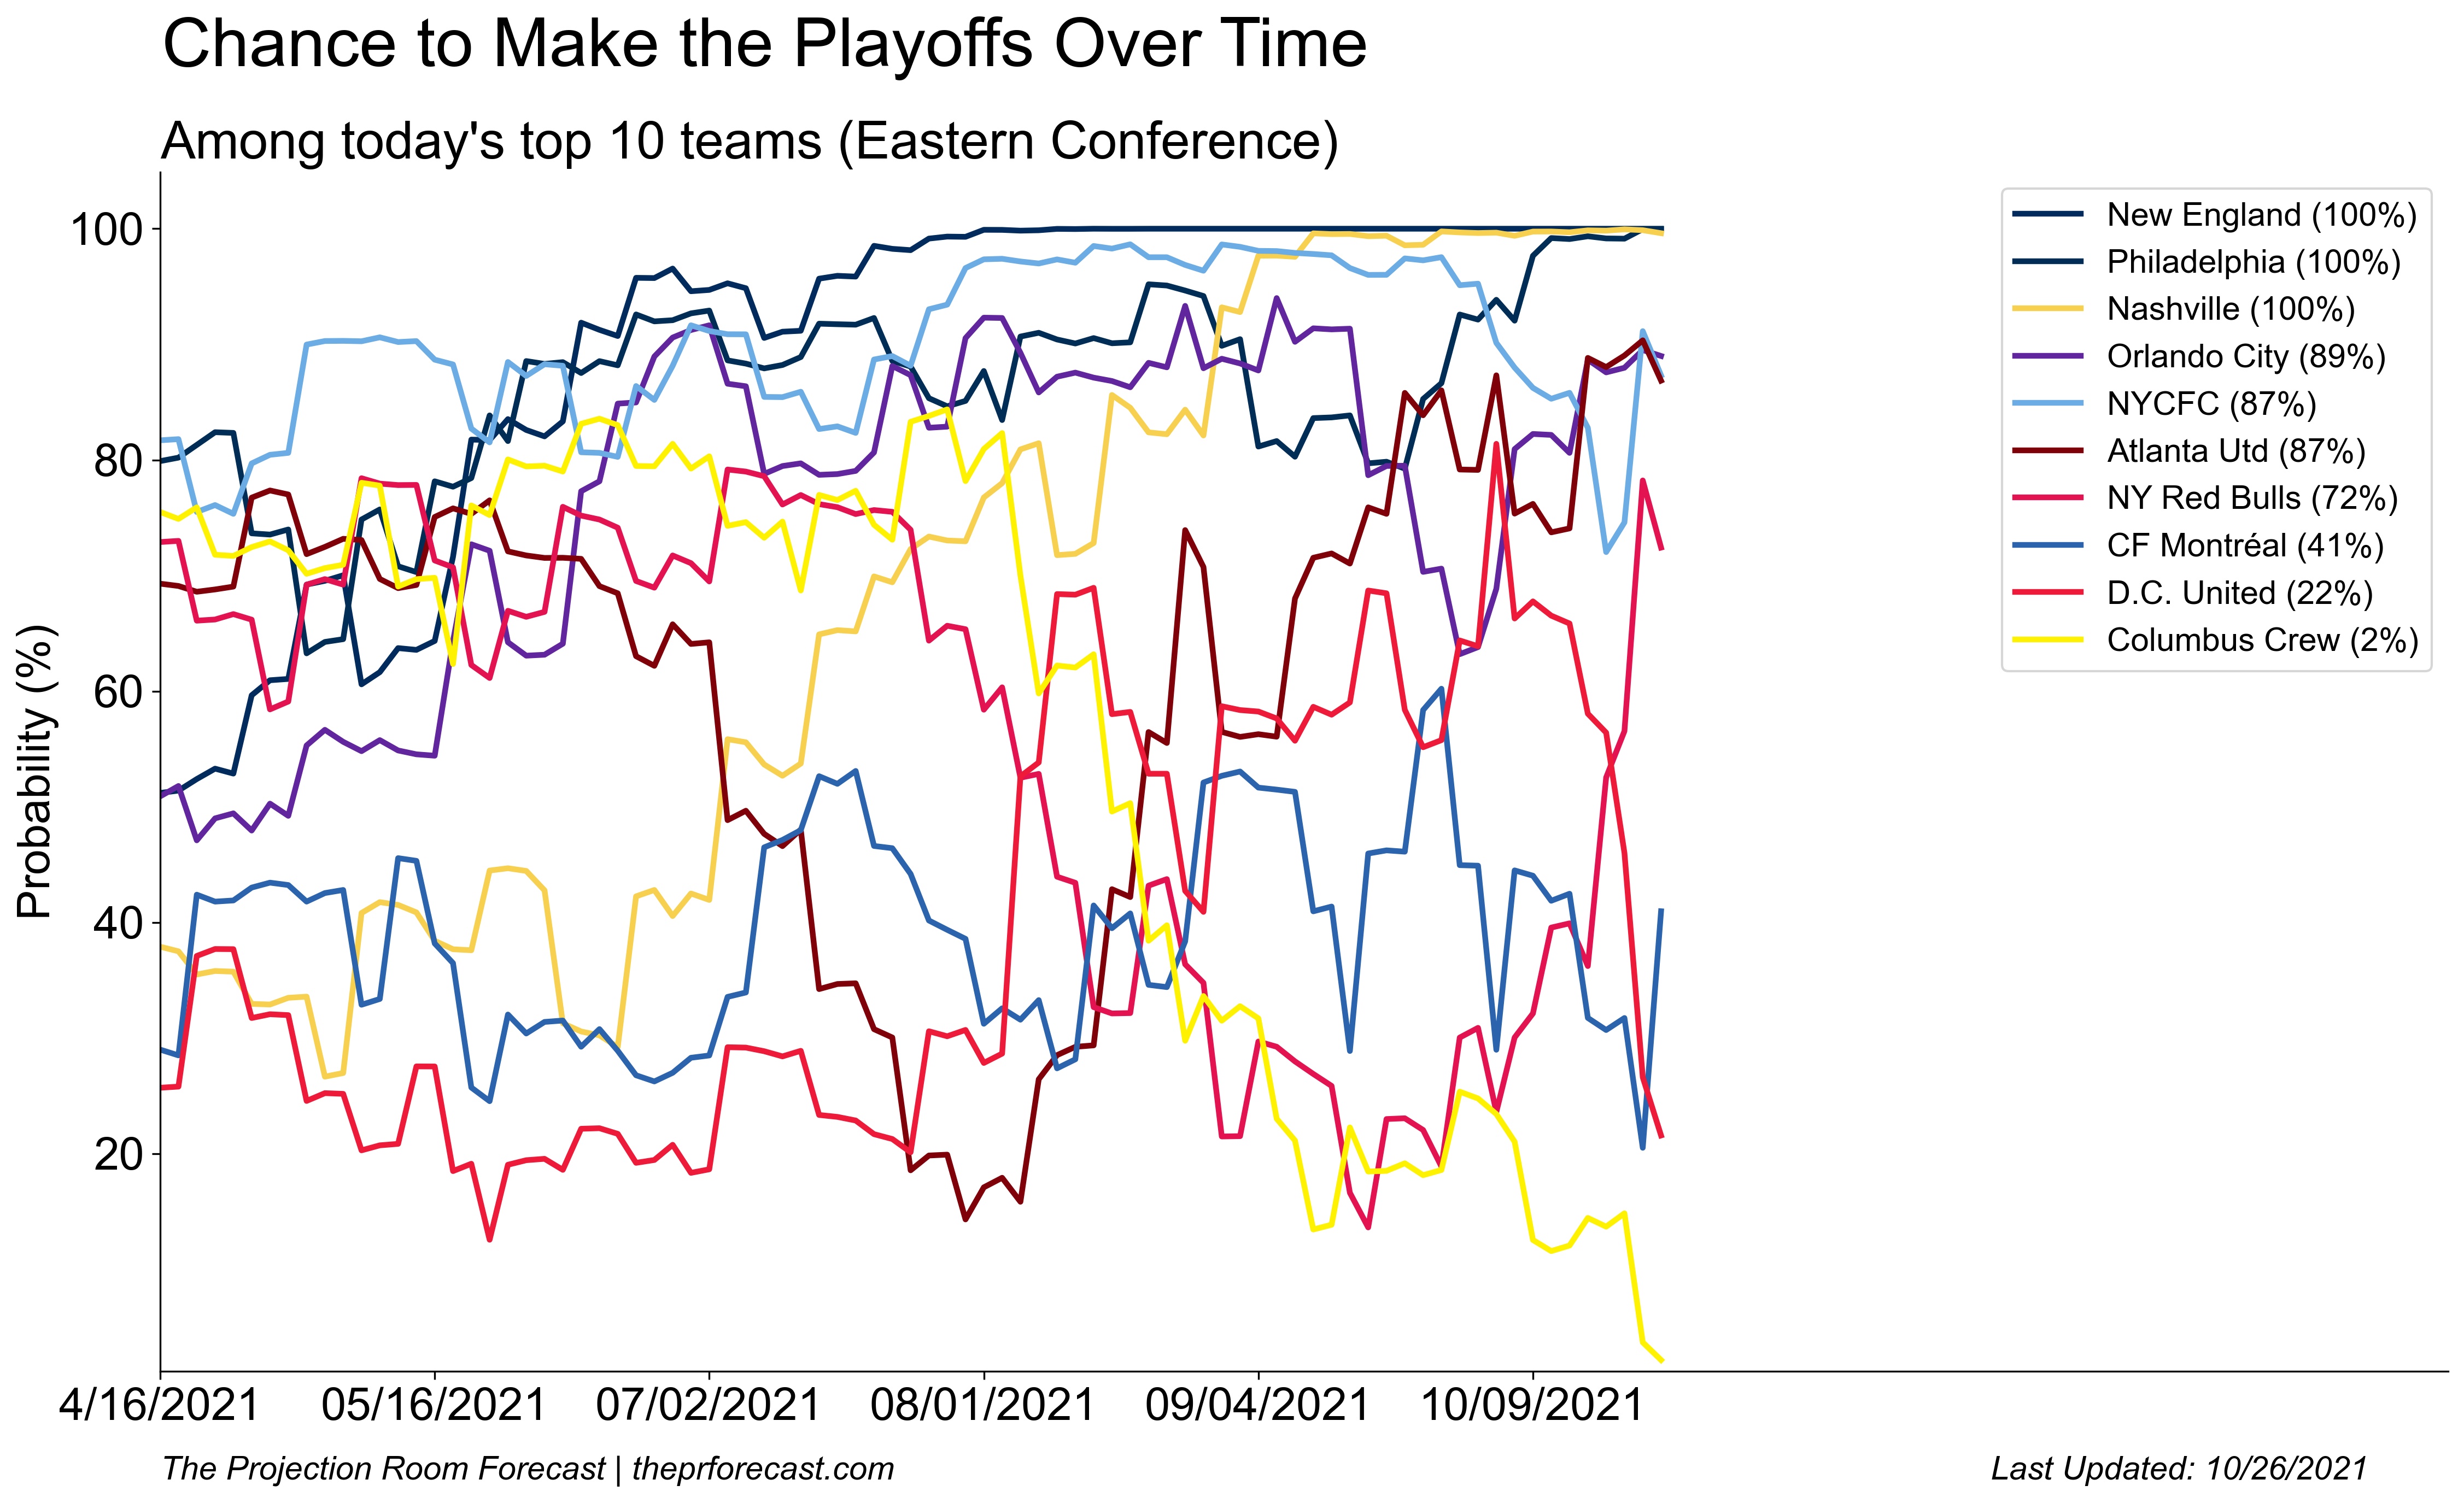 Chance to Make the Playoffs Over Time
Among today's top 10 teams (Eastern Conference)
100
80
60
40
20
Probability (%)
New England (100%)
Philadelphia (100%)
Nashville (100%)
Orlando City (89%)
NYCFC (87%)
Atlanta Utd (87%)
NY Red Bulls (72%)
CF Montréal (41%)
D.C. United (22%)
Columbus Crew (2%)
4/16/2021 05/16/2021 07/02/2021 08/01/2021 09/04/2021 10/09/2021
The Projection Room Forecast | theprforecast.com
Last Updated: 10/26/2021